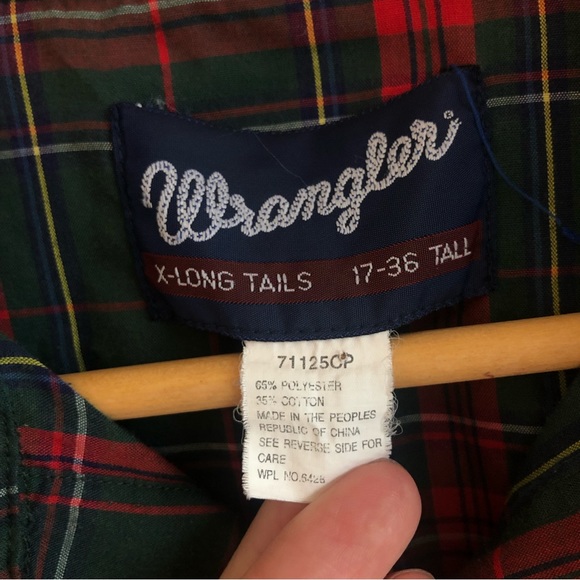 Wrangler®
X-LONG TAILS 17-36 TALL
71125CP
65% POLYESTER
35% COTTON
MADE IN THE PEOPLES
REPUBLIC OF CHINA
SEE REVERSE SIDE FOR
CARE
WPL NO.6428